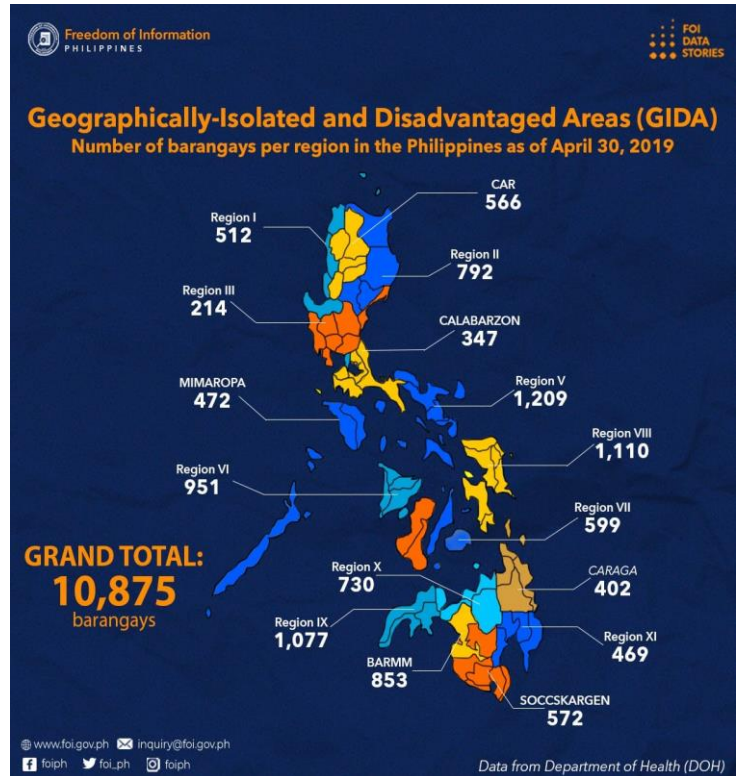 Freedom of Information
PHILIPPINES
FOI
DATA
STORIES
Geographically-Isolated and Disadvantaged Areas (GIDA)
Number of barangays per region in the Philippines as of April 30, 2019
CAR
566
Region I
512
Region II
792
Region III
214
CALABARZON
347
MIMAROPA
472
Region V
1,209
Region VIII
1,110
Region VI
951
Region VII
599
GRAND TOTAL:
10,875
barangays
Region X
730
CARAGA
402
Region IX
1,077
Region XI
469
BARMM
853
SOCCSKARGEN
572
www.foi.gov.ph inquiry@foi.gov.ph
foiph foi_ph foiph
Data from Department of Health (DOH)